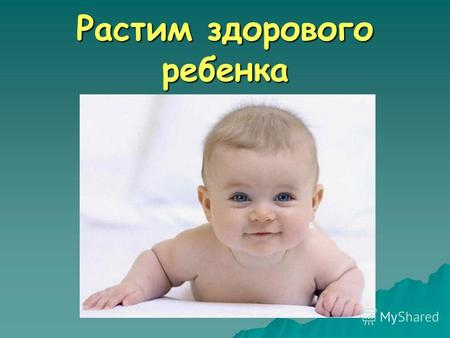 Растим здорового
ребенка
MyShared